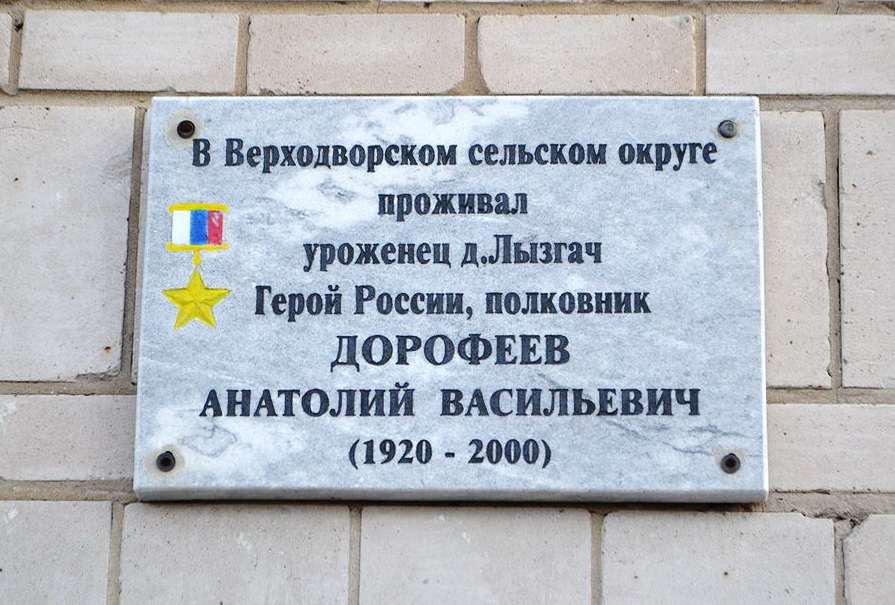 В Верходворском сельском округе
проживал
уроженец д..Лызгач
Герой России, полковник
ДОРОФЕЕВ
АНАТОЛИЙ ВАСИЛЬЕВИЧ
(1920 - 2000)